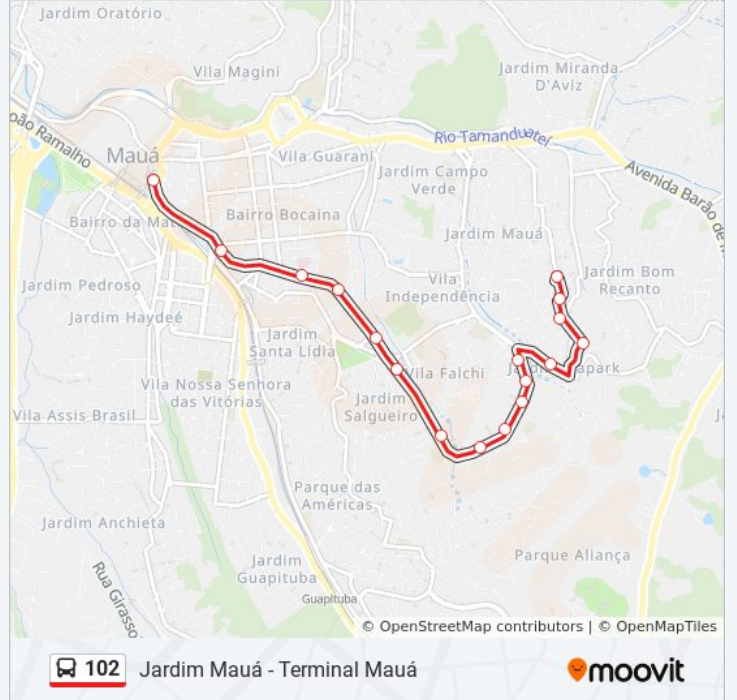 Jardim Oratório
Vila Magini
Jardim Miranda
D'Aviz
João Ramalho
Rio Tamanduateí
Mauá
Vila Guarani
Jardim Campo
Verde
Avenida Barão de
Bairro Bocaina
Bairro da Mat
Jardim Mauá
Jardim Bom
Recanto
Jardim Pedroso
Vila
Independência
Jardim Haydeé
Jardim
Santa Lídia
Vila Falchi
Vila Nossa Senhora
das Vitórias
Jardim
Salgueiro
Vila Assis Brasil
Parque das
Américas
Jardim Anchieta
Parque Aliança
Jardim
Guapituba
Rua Girasso
Guapituba
© OpenStreetMap contributors | © OpenMapTiles
102 Jardim Mauá - Terminal Mauá
moovit